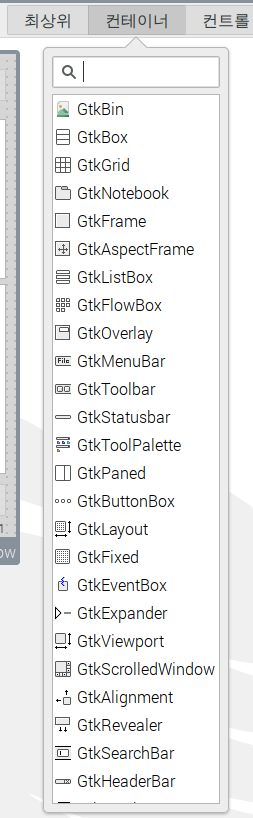 최상위 컨테이너 컨트롤
GtkBin
GtkBox
GtkGrid
GtkNotebook
GtkFrame
GtkAspectFrame
GtkListBox
GtkFlowBox
GtkOverlay
File GtkMenuBar
GtkToolbar
GtkStatusbar
GtkToolPalette
GtkPaned
GtkButtonBox
GtkLayout
GtkFixed
GtkEventBox
GtkExpander
GtkViewport
GtkScrolledWindow
GtkAlignment
GtkRevealer
GtkSearchBar
GtkHeaderBar